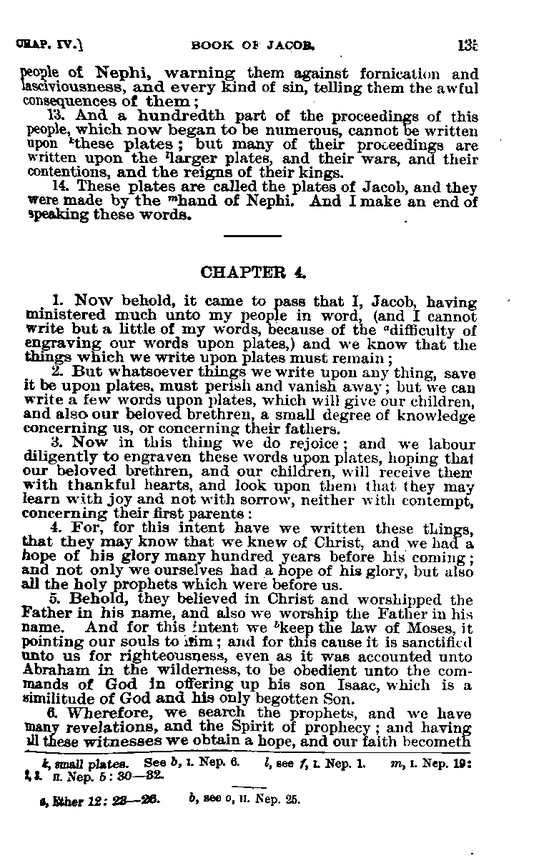 CHAP. IV.] BOOK OF JACOB. 135
people of Nephi, warning them against fornication and
lasciviousness, and every kind of sin, telling them the awful
consequences of them;
13. And a hundredth part of the proceedings of this
people, which now began to be numerous, cannot be written
upon ᵏthese plates; but many of their proceedings are
written upon the ˡlarger plates, and their wars, and their
contentions, and the reigns of their kings.
14. These plates are called the plates of Jacob, and they
were made by the ᵐhand of Nephi. And I make an end of
speaking these words.
CHAPTER 4.
1. Now behold, it came to pass that I, Jacob, having
ministered much unto my people in word, (and I cannot
write but a little of my words, because of the ᵃdifficulty of
engraving our words upon plates,) and we know that the
things which we write upon plates must remain;
2. But whatsoever things we write upon any thing, save
it be upon plates, must perish and vanish away; but we can
write a few words upon plates, which will give our children,
and also our beloved brethren, a small degree of knowledge
concerning us, or concerning their fathers.
3. Now in this thing we do rejoice; and we labour
diligently to engraven these words upon plates, hoping that
our beloved brethren, and our children, will receive them
with thankful hearts, and look upon them that they may
learn with joy and not with sorrow, neither with contempt,
concerning their first parents:
4. For, for this intent have we written these things,
that they may know that we knew of Christ, and we had a
hope of his glory many hundred years before his coming;
and not only we ourselves had a hope of his glory, but also
all the holy prophets which were before us.
5. Behold, they believed in Christ and worshipped the
Father in his name, and also we worship the Father in his
name. And for this intent we ᵇkeep the law of Moses, it
pointing our souls to him; and for this cause it is sanctified
unto us for righteousness, even as it was accounted unto
Abraham in the wilderness, to be obedient unto the com-
mands of God in offering up his son Isaac, which is a
similitude of God and his only begotten Son.
6. Wherefore, we search the prophets, and we have
many revelations, and the Spirit of prophecy; and having
all these witnesses we obtain a hope, and our faith becometh
k, small plates. See b, I. Nep. 6. l, see f, I. Nep. 1. m, I. Nep. 19:
II. Nep. 5: 30—32.
a, Ether 12: 23—26. b, see o, II. Nep. 25.